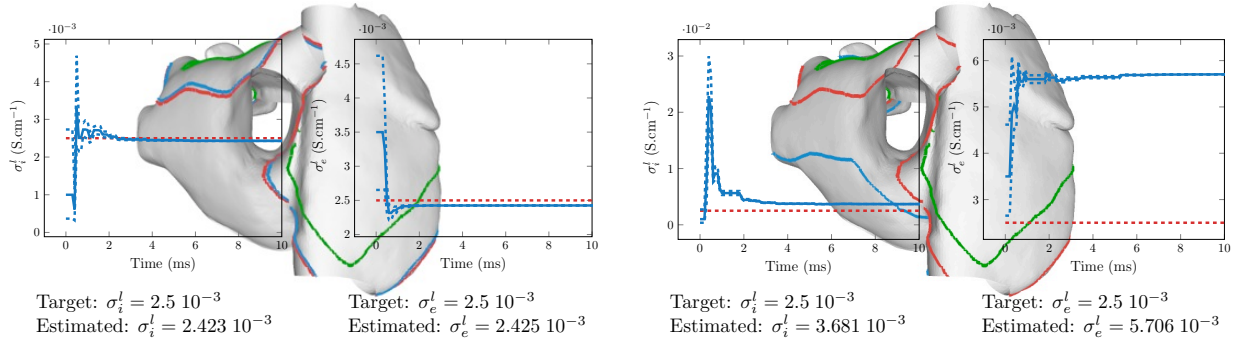 ·10⁻³
5
4
3
2
1
0
σᵢˡ (S.cm⁻¹)
0 2 4 6 8 10
Time (ms)
·10⁻³
4.5
3.5
2.5
2
σₑˡ (S.cm⁻¹)
0 2 4 6 8 10
Time (ms)
Target: σᵢˡ = 2.5 10⁻³
Estimated: σᵢˡ = 2.423 10⁻³
Target: σₑˡ = 2.5 10⁻³
Estimated: σₑˡ = 2.425 10⁻³
·10⁻²
3
2
1
0
σᵢˡ (S.cm⁻¹)
0 2 4 6 8 10
Time (ms)
·10⁻³
6
5
4
3
σₑˡ (S.cm⁻¹)
0 2 4 6 8 10
Time (ms)
Target: σᵢˡ = 2.5 10⁻³
Estimated: σᵢˡ = 3.681 10⁻³
Target: σₑˡ = 2.5 10⁻³
Estimated: σₑˡ = 5.706 10⁻³